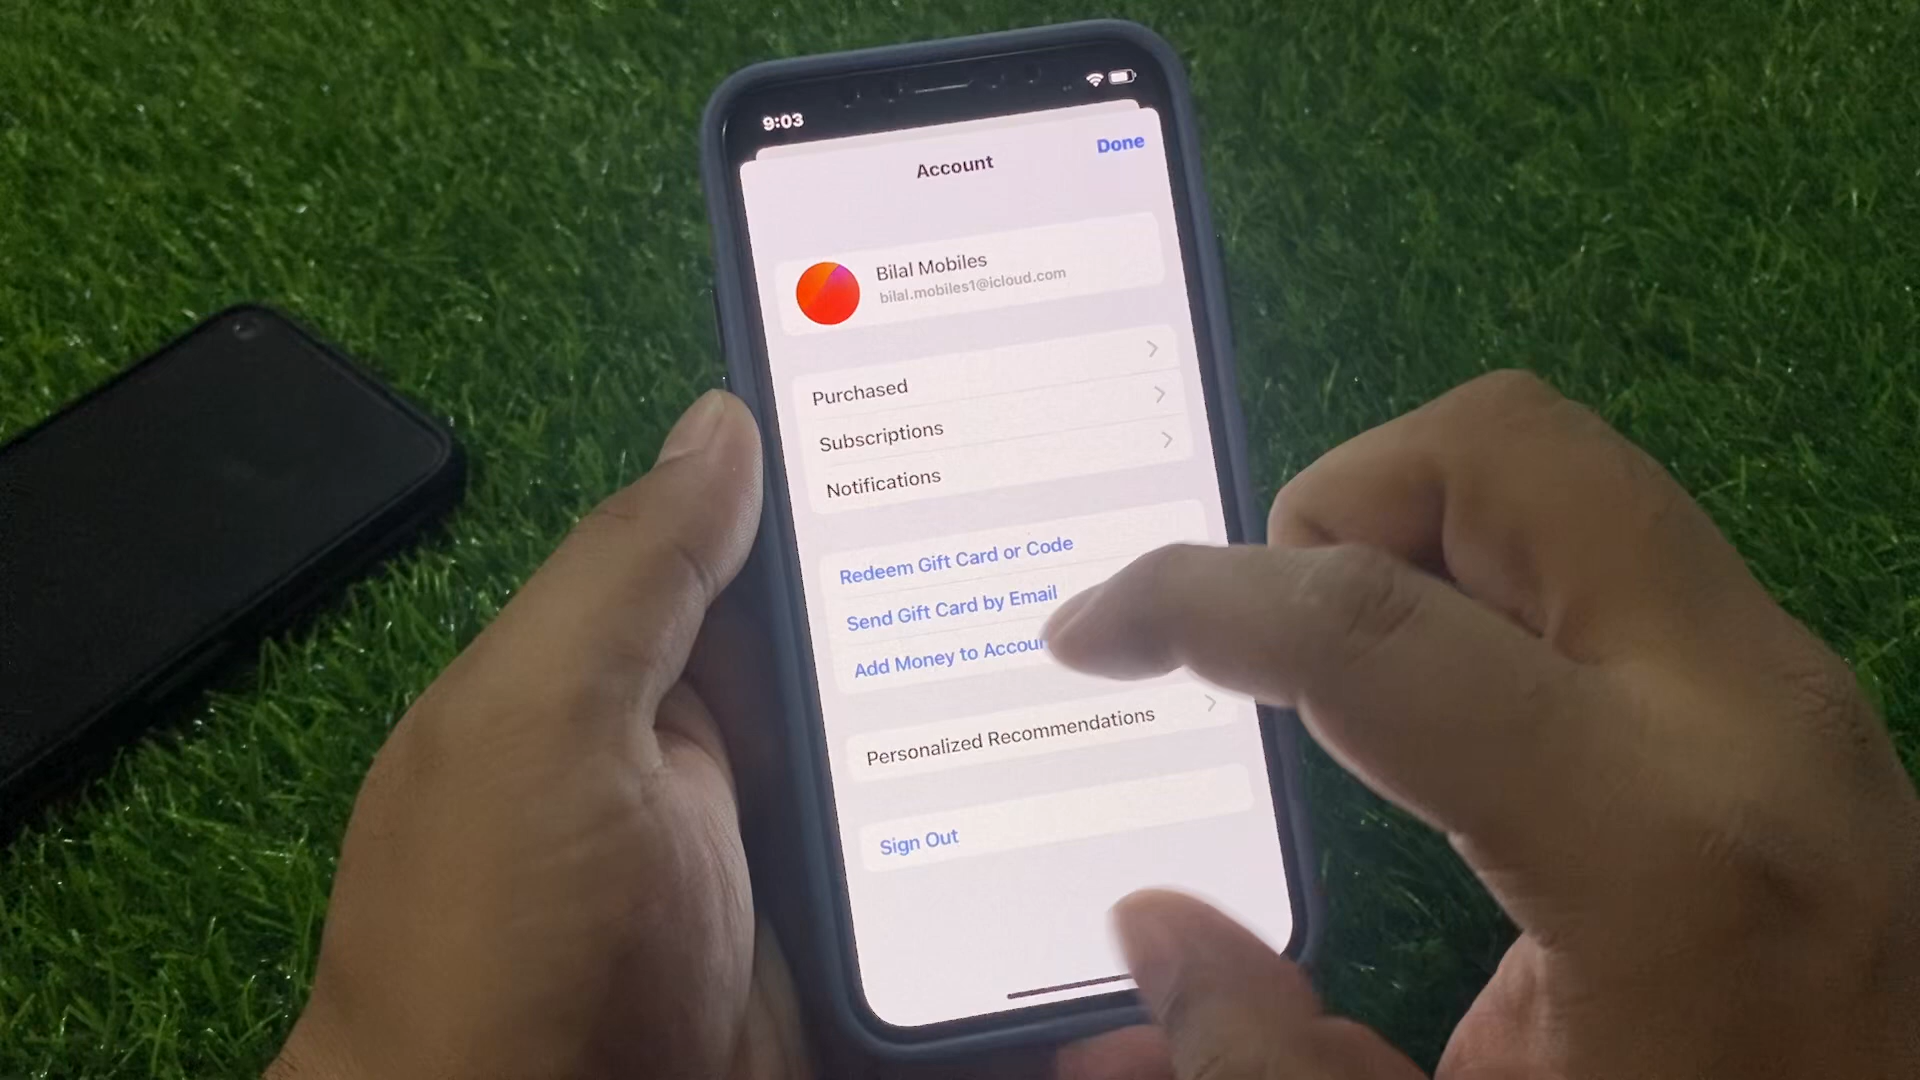 9:03
Done
Account
Bilal Mobiles
bilal.mobiles1@icloud.com
Purchased
Subscriptions
Notifications
Redeem Gift Card or Code
Send Gift Card by Email
Add Money to Accoun
Personalized Recommendations
Sign Out